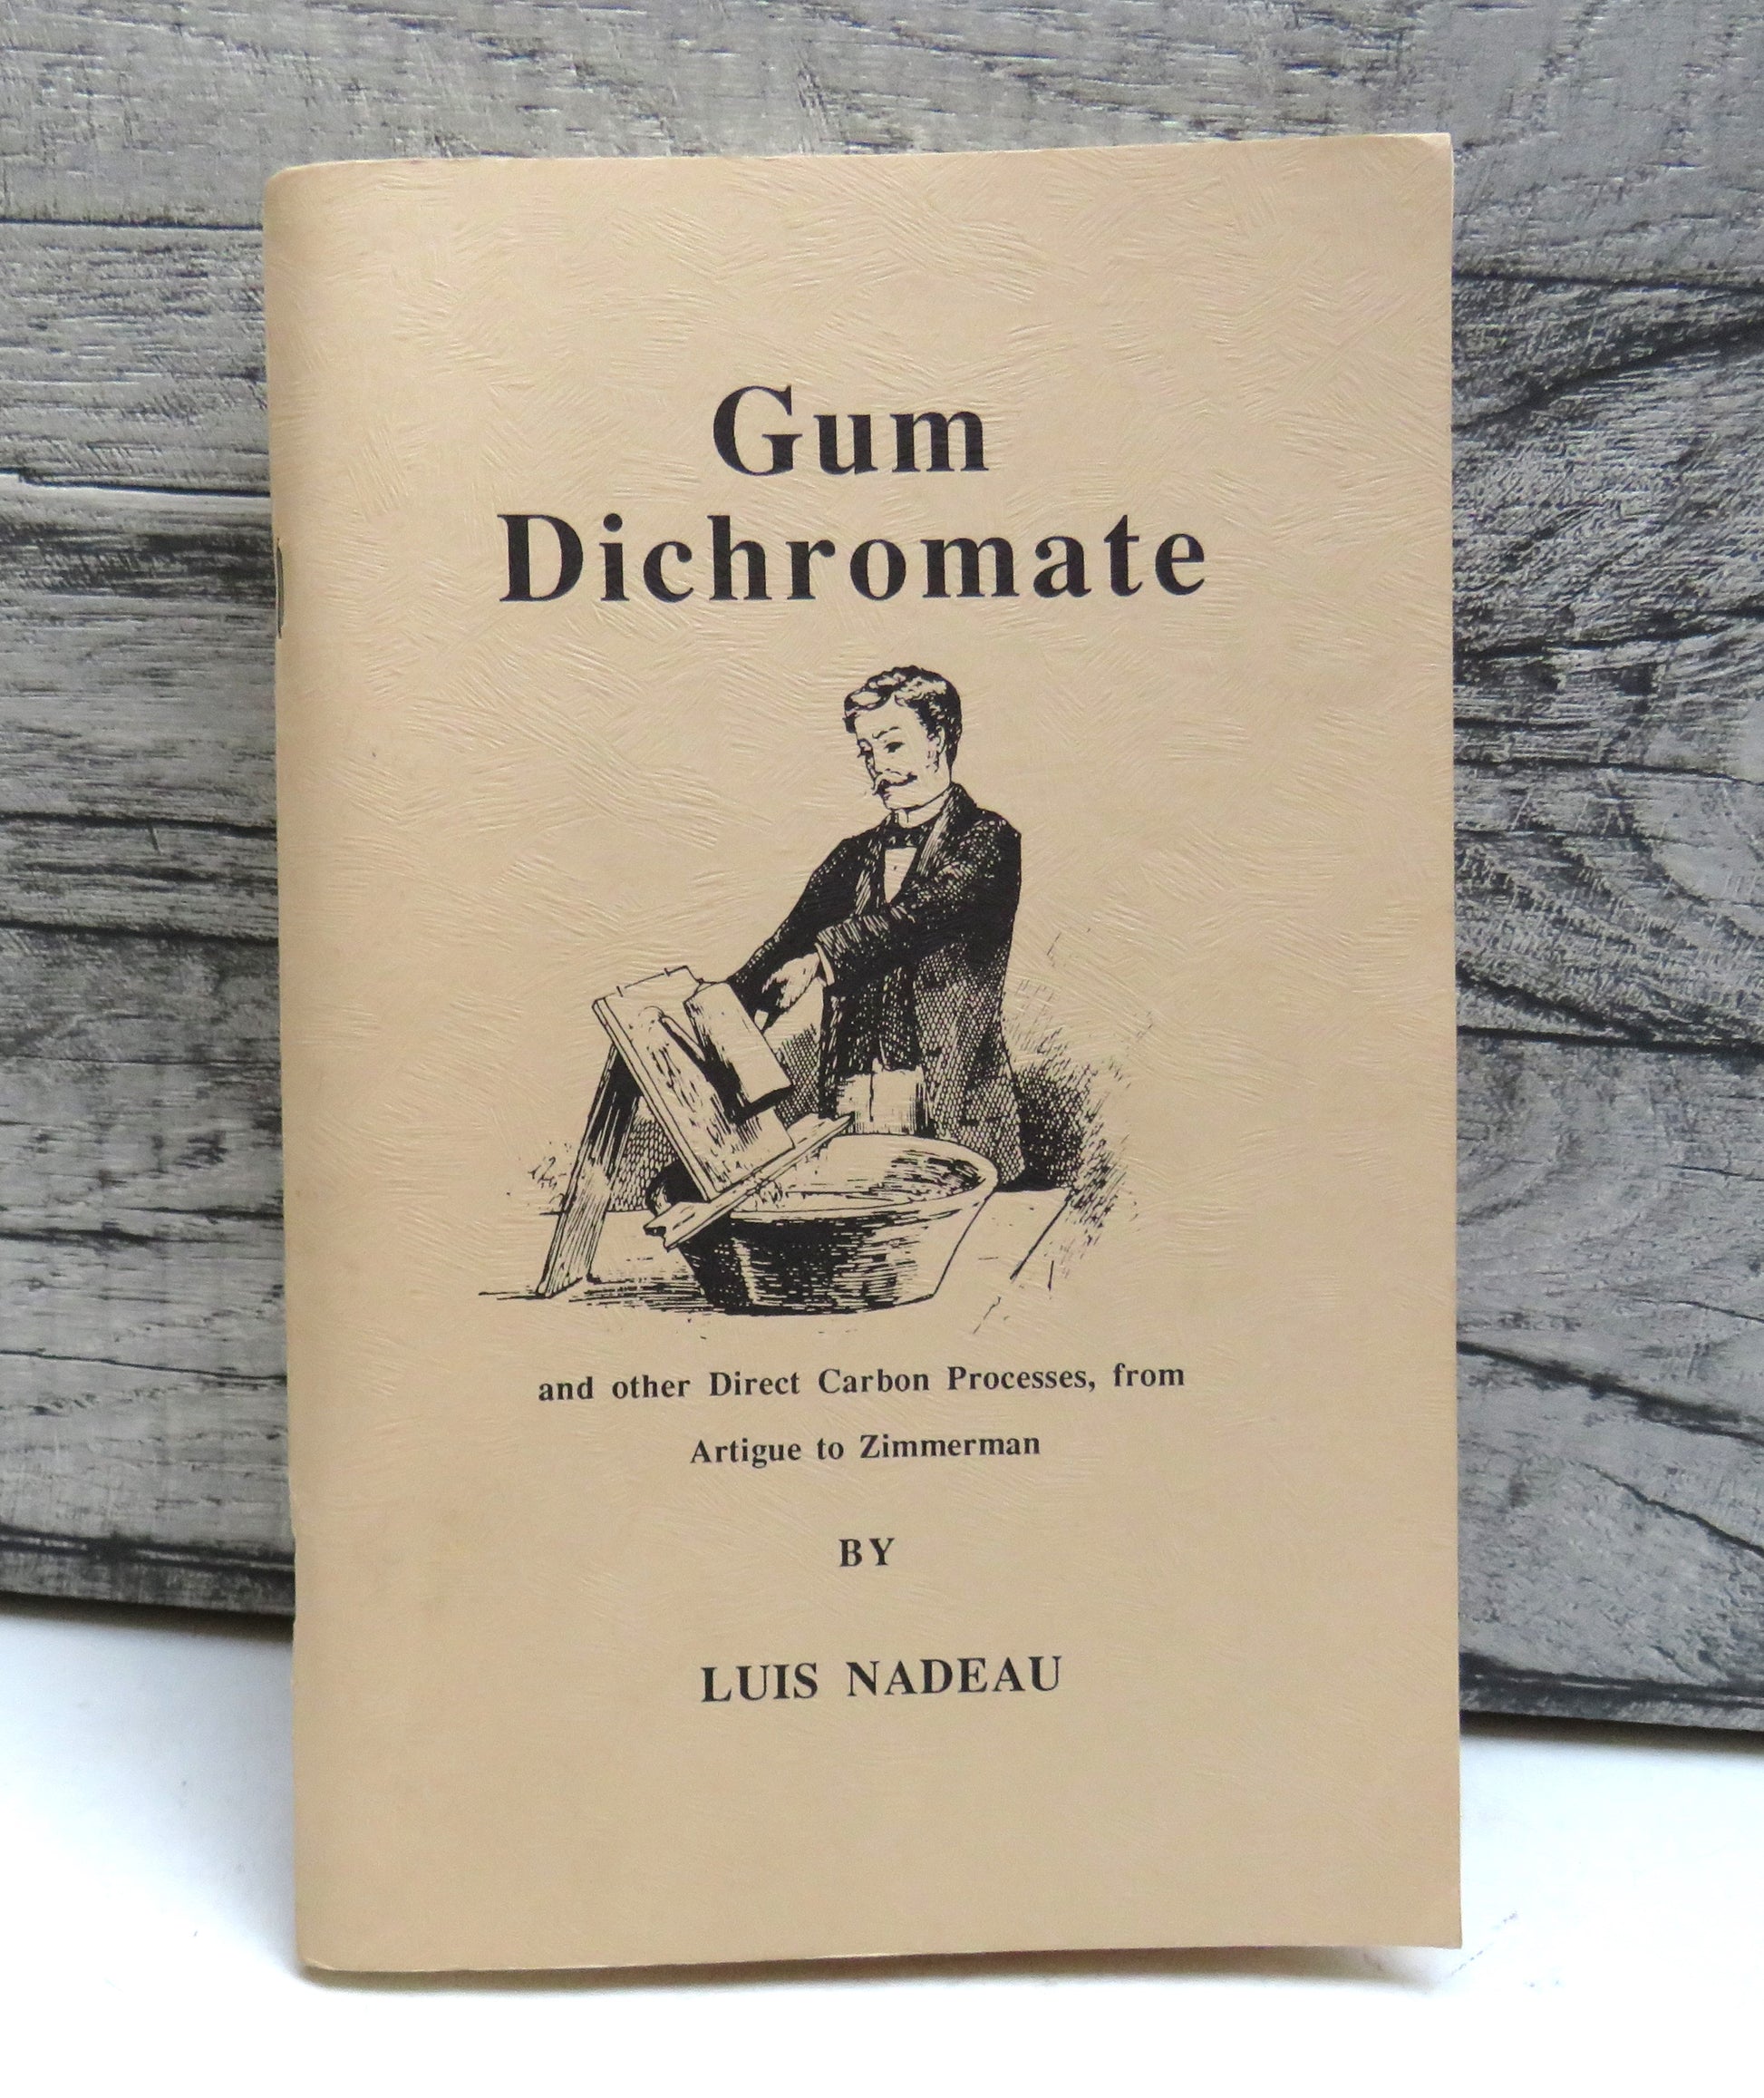 Gum
Dichromate
and other Direct Carbon Processes, from
Artigue to Zimmerman
BY
LUIS NADEAU